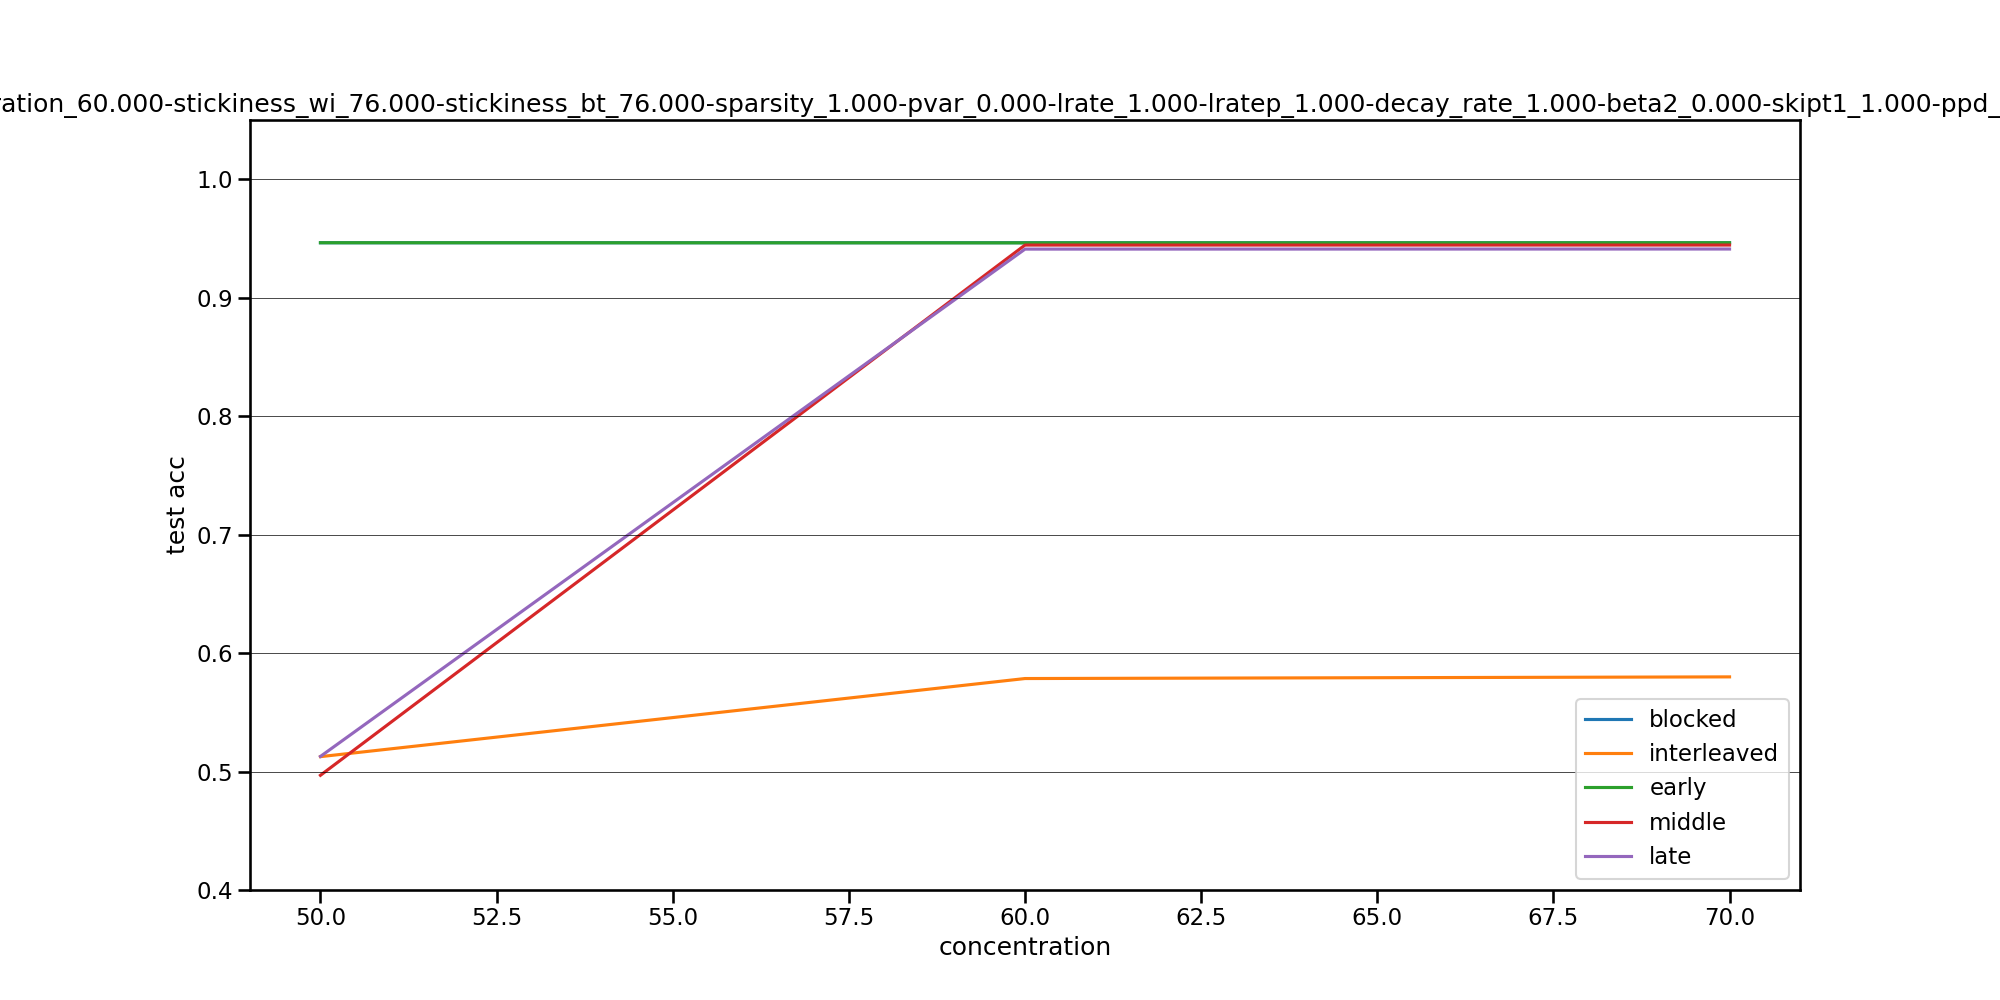 ration_60.000-stickiness_wi_76.000-stickiness_bt_76.000-sparsity_1.000-pvar_0.000-lrate_1.000-lratep_1.000-decay_rate_1.000-beta2_0.000-skipt1_1.000-ppd_
1.0
0.9
0.8
0.7
0.6
0.5
0.4
test acc
blocked
interleaved
early
middle
late
50.0 52.5 55.0 57.5 60.0 62.5 65.0 67.5 70.0
concentration